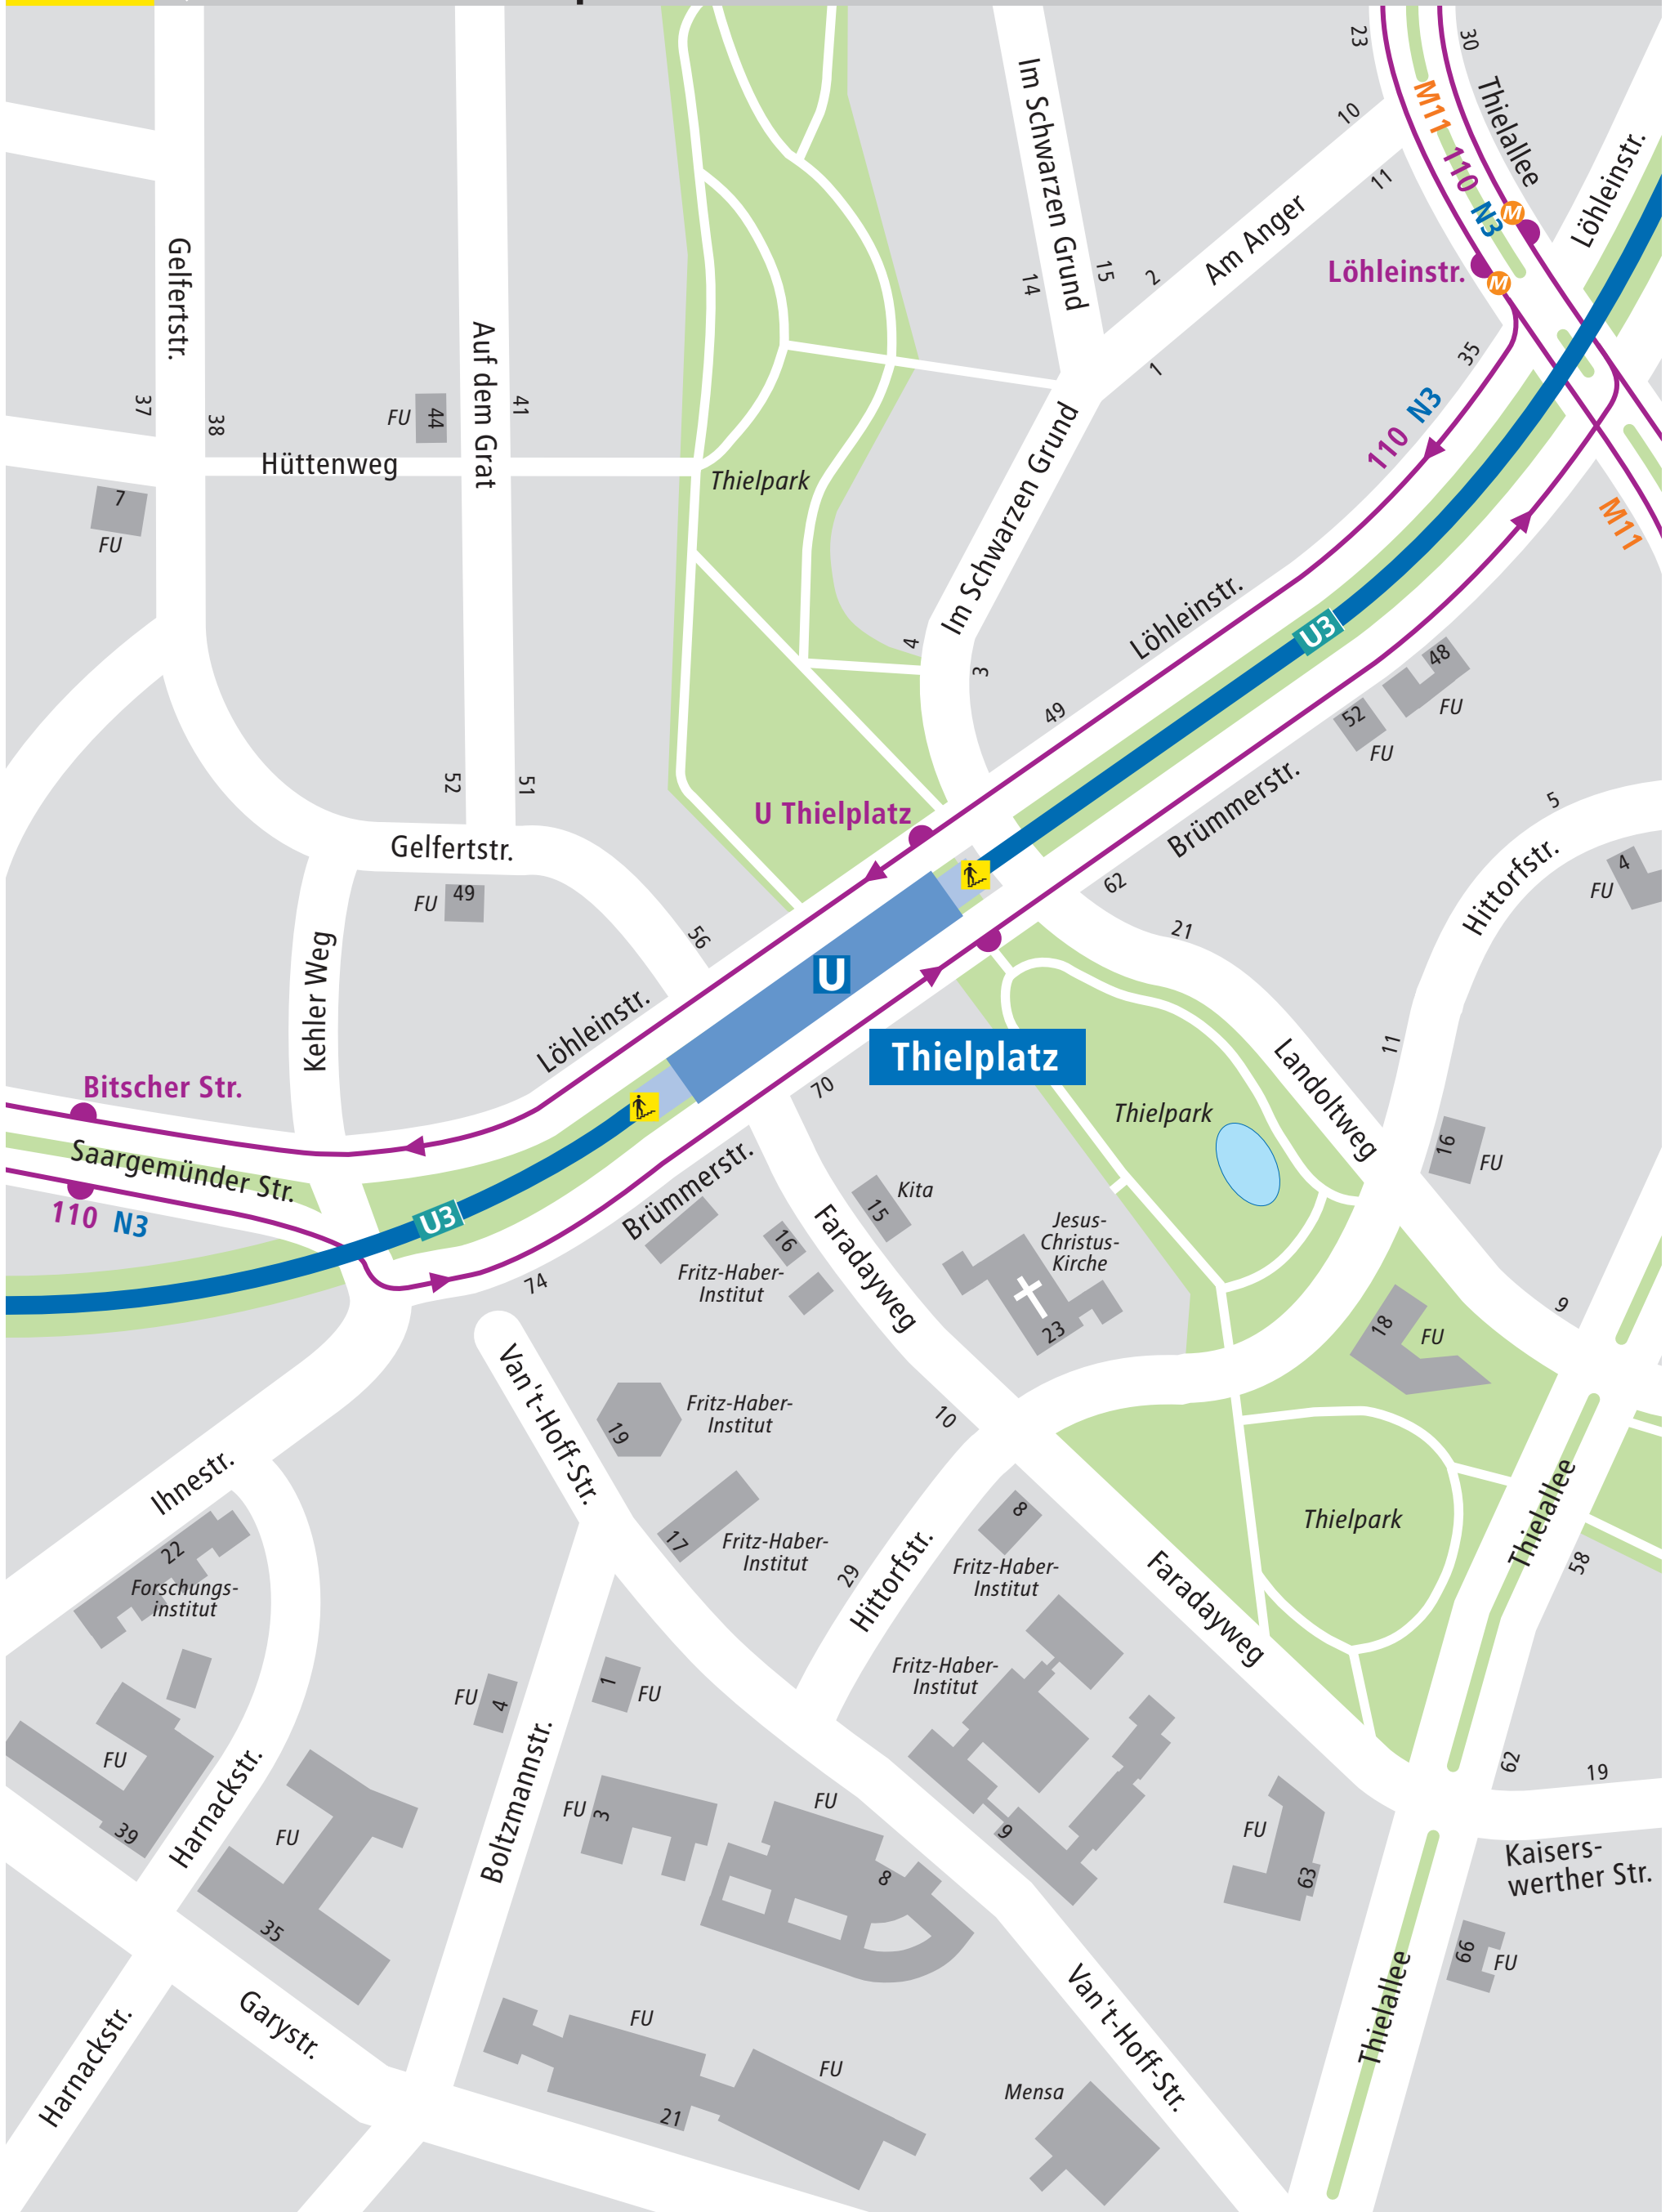 23
30
Thielallee
M11 110 N3
10
11
Löhleinstr.
Löhleinstr.
M
M
Im Schwarzen Grund
14
15
2
Am Anger
1
35
110 N3
M11
Gelfertstr.
37
38
Auf dem Grat
41
FU
44
Hüttenweg
7
FU
Thielpark
Im Schwarzen Grund
4
3
Löhleinstr.
49
U3
48
FU
52
FU
Brümmerstr.
62
5
Hittorfstr.
4
FU
52
51
Gelfertstr.
FU
49
56
U Thielplatz
U
Thielplatz
21
Landoltweg
11
Kehler Weg
Löhleinstr.
Bitscher Str.
Saargemünder Str.
110 N3
U3
70
Brümmerstr.
74
Thielpark
16
FU
15
Kita
Faradayweg
16
Fritz-Haber-
Institut
Jesus-
Christus-
Kirche
23
18
FU
9
Van't-Hoff-Str.
19
Fritz-Haber-
Institut
10
17
Fritz-Haber-
Institut
29
Hittorfstr.
8
Fritz-Haber-
Institut
Thielpark
Thielallee
58
Faradayweg
Ihnestr.
22
Forschungs-
institut
FU
39
Harnackstr.
FU
35
FU
4
1
FU
Boltzmannstr.
FU
3
FU
8
Fritz-Haber-
Institut
9
FU
63
62
19
Kaisers-
werther Str.
66
FU
Thielallee
Van't-Hoff-Str.
Garystr.
Harnackstr.
FU
21
FU
Mensa